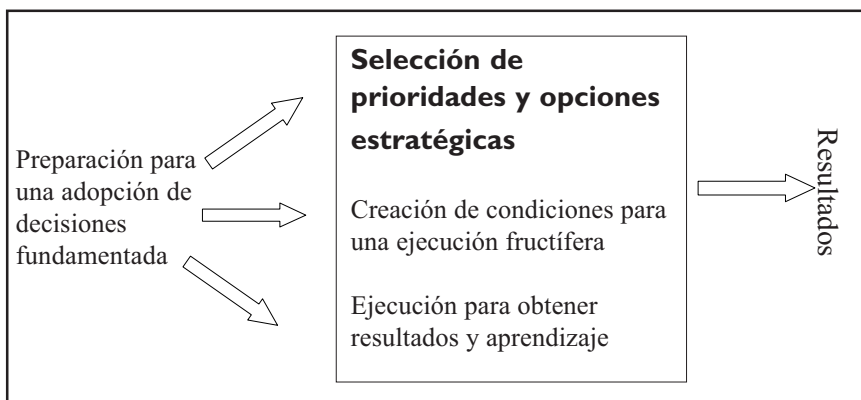 Preparación para
una adopción de
decisiones
fundamentada
Selección de
prioridades y opciones
estratégicas
Creación de condiciones para
una ejecución fructífera
Ejecución para obtener
resultados y aprendizaje
Resultados